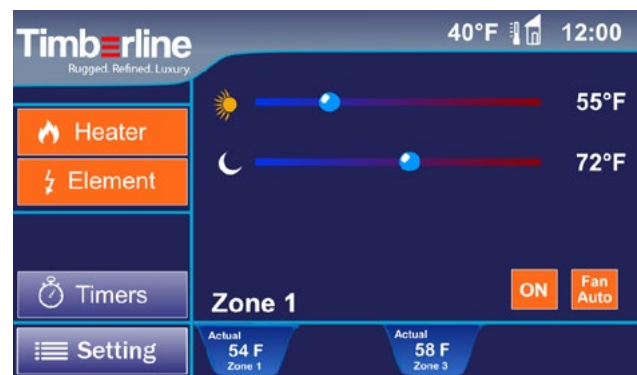 Timberline
Rugged. Refined. Luxury.
40°F
12:00
55°F
Heater
72°F
Element
Timers
Zone 1
ON
Fan
Auto
Setting
Actual
54 F
Zone 1
Actual
58 F
Zone 3